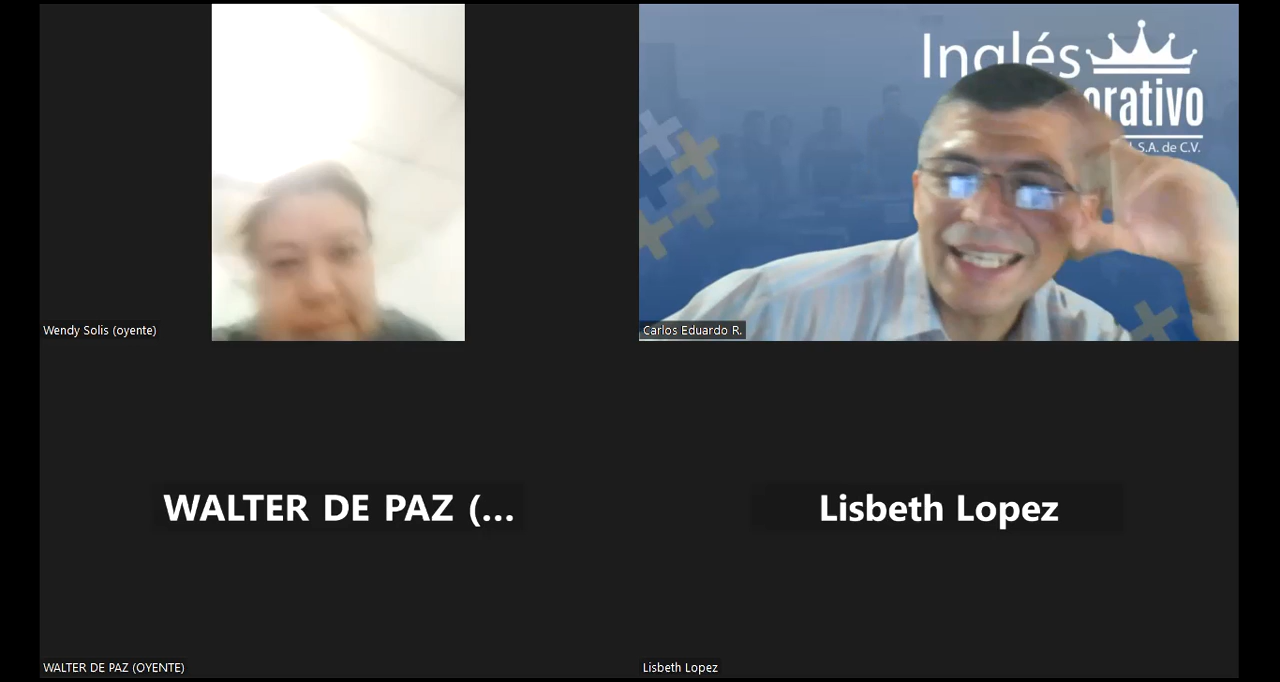 Inglés
orativo
S.A. de C.V.
Wendy Solis (oyente)
Carlos Eduardo R.
WALTER DE PAZ (...
Lisbeth Lopez
WALTER DE PAZ (OYENTE)
Lisbeth Lopez